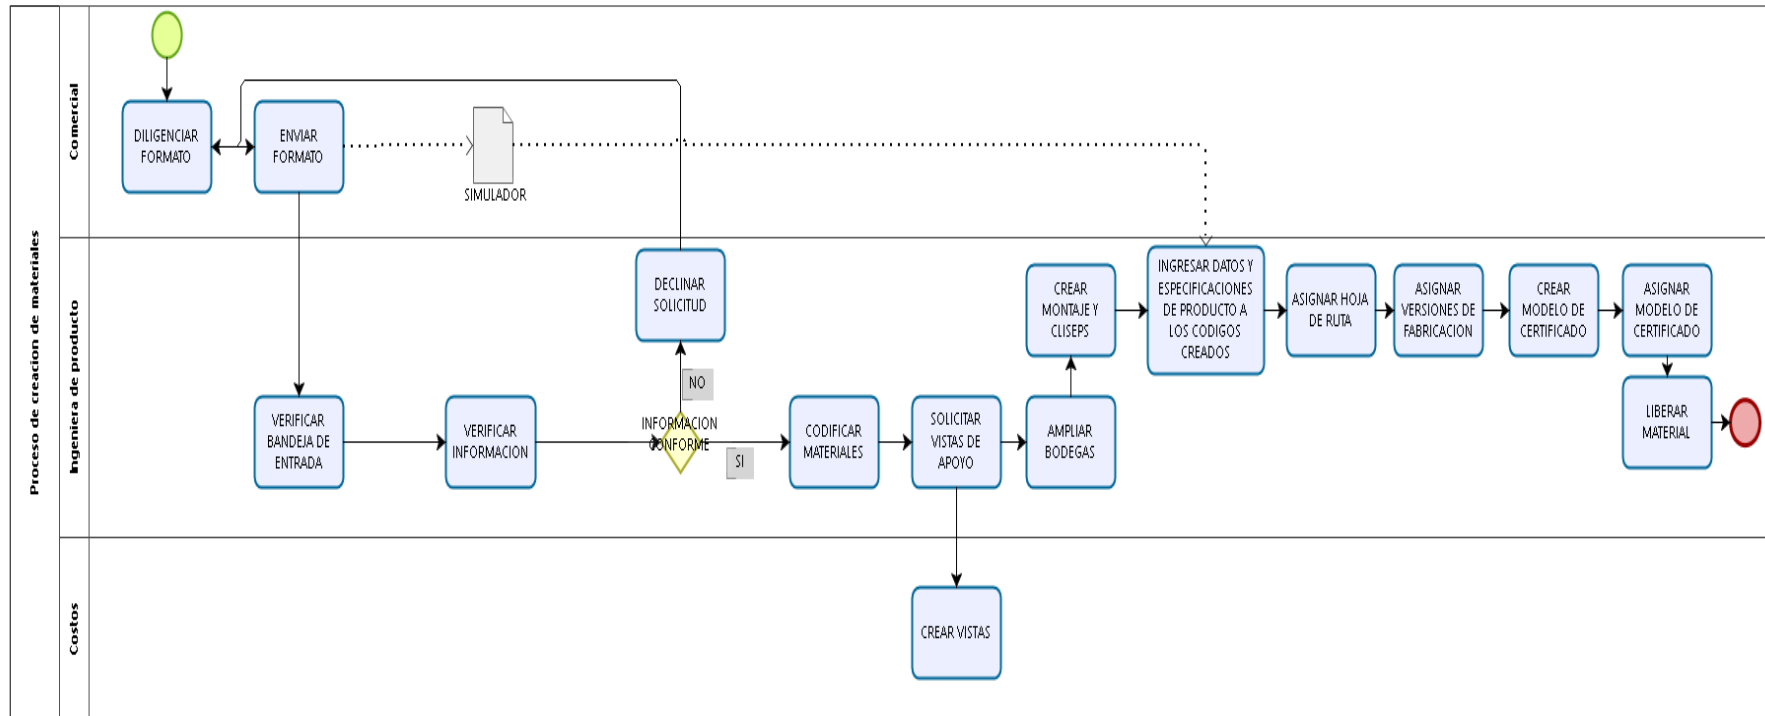 Proceso de creacion de materiales
Comercial
DILIGENCIAR
FORMATO
ENVIAR
FORMATO
SIMULADOR
Ingeniera de producto
DECLINAR
SOLICITUD
CREAR
MONTAJE Y
CLISEPS
INGRESAR DATOS Y
ESPECIFICACIONES
DE PRODUCTO A
LOS CODIGOS
CREADOS
ASIGNAR HOJA
DE RUTA
ASIGNAR
VERSIONES DE
FABRICACION
CREAR
MODELO DE
CERTIFICADO
ASIGNAR
MODELO DE
CERTIFICADO
NO
VERIFICAR
BANDEJA DE
ENTRADA
VERIFICAR
INFORMACION
INFORMACION
CONFORME
SI
CODIFICAR
MATERIALES
SOLICITAR
VISTAS DE
APOYO
AMPLIAR
BODEGAS
LIBERAR
MATERIAL
Costos
CREAR VISTAS